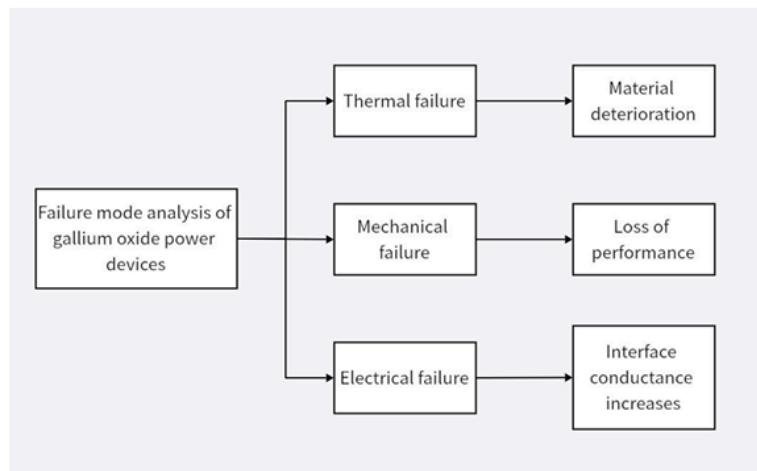 Failure mode analysis of
gallium oxide power
devices
Thermal failure
Material
deterioration
Mechanical
failure
Loss of
performance
Electrical failure
Interface
conductance
increases